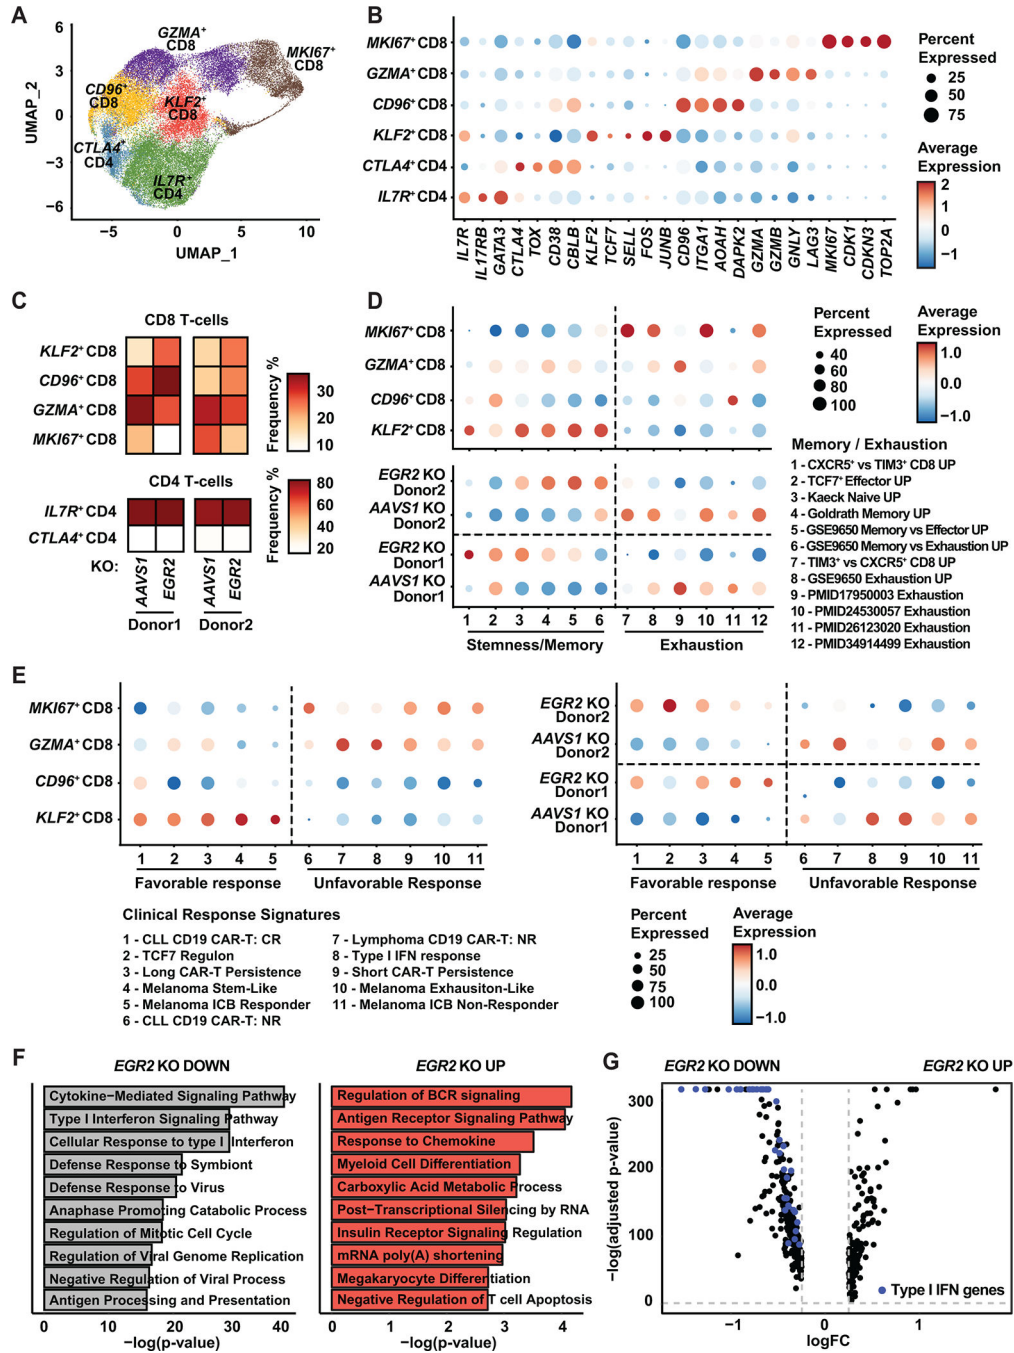 A
UMAP_2
6
3
0
−3
−6
−5
0
5
10
UMAP_1
GZMA+
CD8
MKI67+
CD8
CD96+
CD8
KLF2+
CD8
CTLA4+
CD4
IL7R+
CD4
B
MKI67+ CD8
GZMA+ CD8
CD96+ CD8
KLF2+ CD8
CTLA4+ CD4
IL7R+ CD4
IL7R
IL17RB
GATA3
CTLA4
TOX
CD38
CBLB
KLF2
TCF7
SELL
FOS
JUNB
CD96
ITGA1
AOAH
DAPK2
GZMA
GZMB
GNLY
LAG3
MKI67
CDK1
CDKN3
TOP2A
Percent
Expressed
25
50
75
Average
Expression
2
1
0
−1
C
CD8 T-cells
KLF2+ CD8
CD96+ CD8
GZMA+ CD8
MKI67+ CD8
Frequency %
30
20
10
CD4 T-cells
IL7R+ CD4
CTLA4+ CD4
Frequency %
80
60
40
20
KO:
AAVS1
EGR2
AAVS1
EGR2
Donor1
Donor2
D
MKI67+ CD8
GZMA+ CD8
CD96+ CD8
KLF2+ CD8
EGR2 KO
Donor2
AAVS1 KO
Donor2
EGR2 KO
Donor1
AAVS1 KO
Donor1
1 2 3 4 5 6 7 8 9 10 11 12
Stemness/Memory
Exhaustion
Percent
Expressed
40
60
80
100
Average
Expression
1.0
0.0
−1.0
Memory / Exhaustion
1 - CXCR5+ vs TIM3+ CD8 UP
2 - TCF7+ Effector UP
3 - Kaeck Naive UP
4 - Goldrath Memory UP
5 - GSE9650 Memory vs Effector UP
6 - GSE9650 Memory vs Exhaustion UP
7 - TIM3+ vs CXCR5+ CD8 UP
8 - GSE9650 Exhaustion UP
9 - PMID17950003 Exhaustion
10 - PMID24530057 Exhaustion
11 - PMID26123020 Exhaustion
12 - PMID34914499 Exhaustion
E
MKI67+ CD8
GZMA+ CD8
CD96+ CD8
KLF2+ CD8
1 2 3 4 5 6 7 8 9 10 11
Favorable response
Unfavorable Response
EGR2 KO
Donor2
AAVS1 KO
Donor2
EGR2 KO
Donor1
AAVS1 KO
Donor1
1 2 3 4 5 6 7 8 9 10 11
Favorable response
Unfavorable Response
Clinical Response Signatures
1 - CLL CD19 CAR-T: CR
2 - TCF7 Regulon
3 - Long CAR-T Persistence
4 - Melanoma Stem-Like
5 - Melanoma ICB Responder
6 - CLL CD19 CAR-T: NR
7 - Lymphoma CD19 CAR-T: NR
8 - Type I IFN response
9 - Short CAR-T Persistence
10 - Melanoma Exhausiton-Like
11 - Melanoma ICB Non-Responder
Percent
Expressed
25
50
75
100
Average
Expression
1.0
0.0
−1.0
F
EGR2 KO DOWN
Cytokine−Mediated Signaling Pathway
Type I Interferon Signaling Pathway
Cellular Response to type I Interferon
Defense Response to Symbiont
Defense Response to Virus
Anaphase Promoting Catabolic Process
Regulation of Mitotic Cell Cycle
Regulation of Viral Genome Replication
Negative Regulation of Viral Process
Antigen Processing and Presentation
0 10 20 30 40
−log(p-value)
EGR2 KO UP
Regulation of BCR signaling
Antigen Receptor Signaling Pathway
Response to Chemokine
Myeloid Cell Differentiation
Carboxylic Acid Metabolic Process
Post−Transcriptional Silencing by RNA
Insulin Receptor Signaling Regulation
mRNA poly(A) shortening
Megakaryocyte Differentiation
Negative Regulation of T cell Apoptosis
0 1 2 3 4
−log(p-value)
G
EGR2 KO DOWN
EGR2 KO UP
−log(adjusted p-value)
300
200
100
0
Type I IFN genes
−1 0 1
logFC